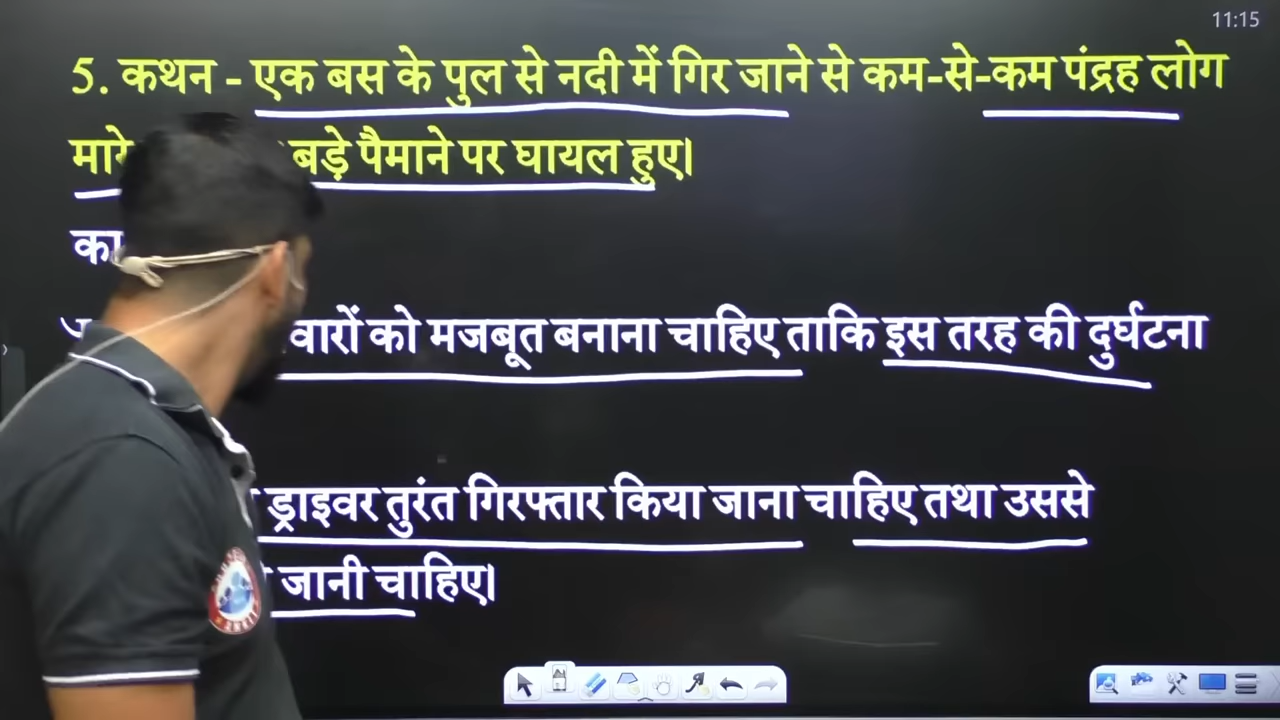 11:15
5. कथन - एक बस के पुल से नदी में गिर जाने से कम-से-कम पंद्रह लोग
बड़े पैमाने पर घायल हुए।
को मजबूत बनाना चाहिए ताकि इस तरह की दुर्घटना
ड्राइवर तुरंत गिरफ्तार किया जाना चाहिए तथा उससे
जानी चाहिए।